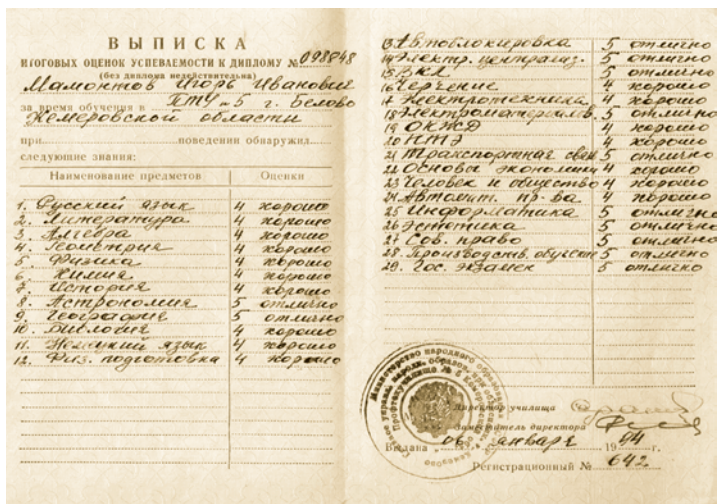 ВЫПИСКА
ИТОГОВЫХ ОЦЕНОК УСПЕВАЕМОСТИ К ДИПЛОМУ № 098848
(без диплома недействительна)
Мамонтов Игорь Иванович
за время обучения в ПТУ-5 г. Белово
Кемеровской области
при поведении обнаружил
следующие знания:
Наименование предметов Оценки
1. Русский язык 4 хорошо
2. Литература 4 хорошо
3. Алгебра 4 хорошо
4. Геометрия 4 хорошо
5. Физика 4 хорошо
6. Химия 4 хорошо
7. История 4 хорошо
8. Астрономия 5 отлично
9. География 5 отлично
10. Биология 4 хорошо
11. Немецкий язык 4 хорошо
12. Физ. подготовка 4 хорошо
13 Автоблокировка 5 отлично
14 Электр. централиз. 5 отлично
15 5 отлично
16 Черчение 4 хорошо
17 Электротехника 4 хорошо
18 Электроматериалов. 5 отлично
19 ОКЖД 4 хорошо
20 4 хорошо
21 Транспортная связь 5 отлично
22 Основы экономики 4 хорошо
23 Человек и общество 4 хорошо
24 Автомат. пр-ва 4 хорошо
25 Информатика 5 отлично
26 Эстетика 5 отлично
27 Сов. право 5 отлично
28. Производств. обучен 5 отлично
29. Гос. экзамен 5 отлично
Директор училища
Заместитель директора
Выдана 06 января 1994 г.
Регистрационный № 642